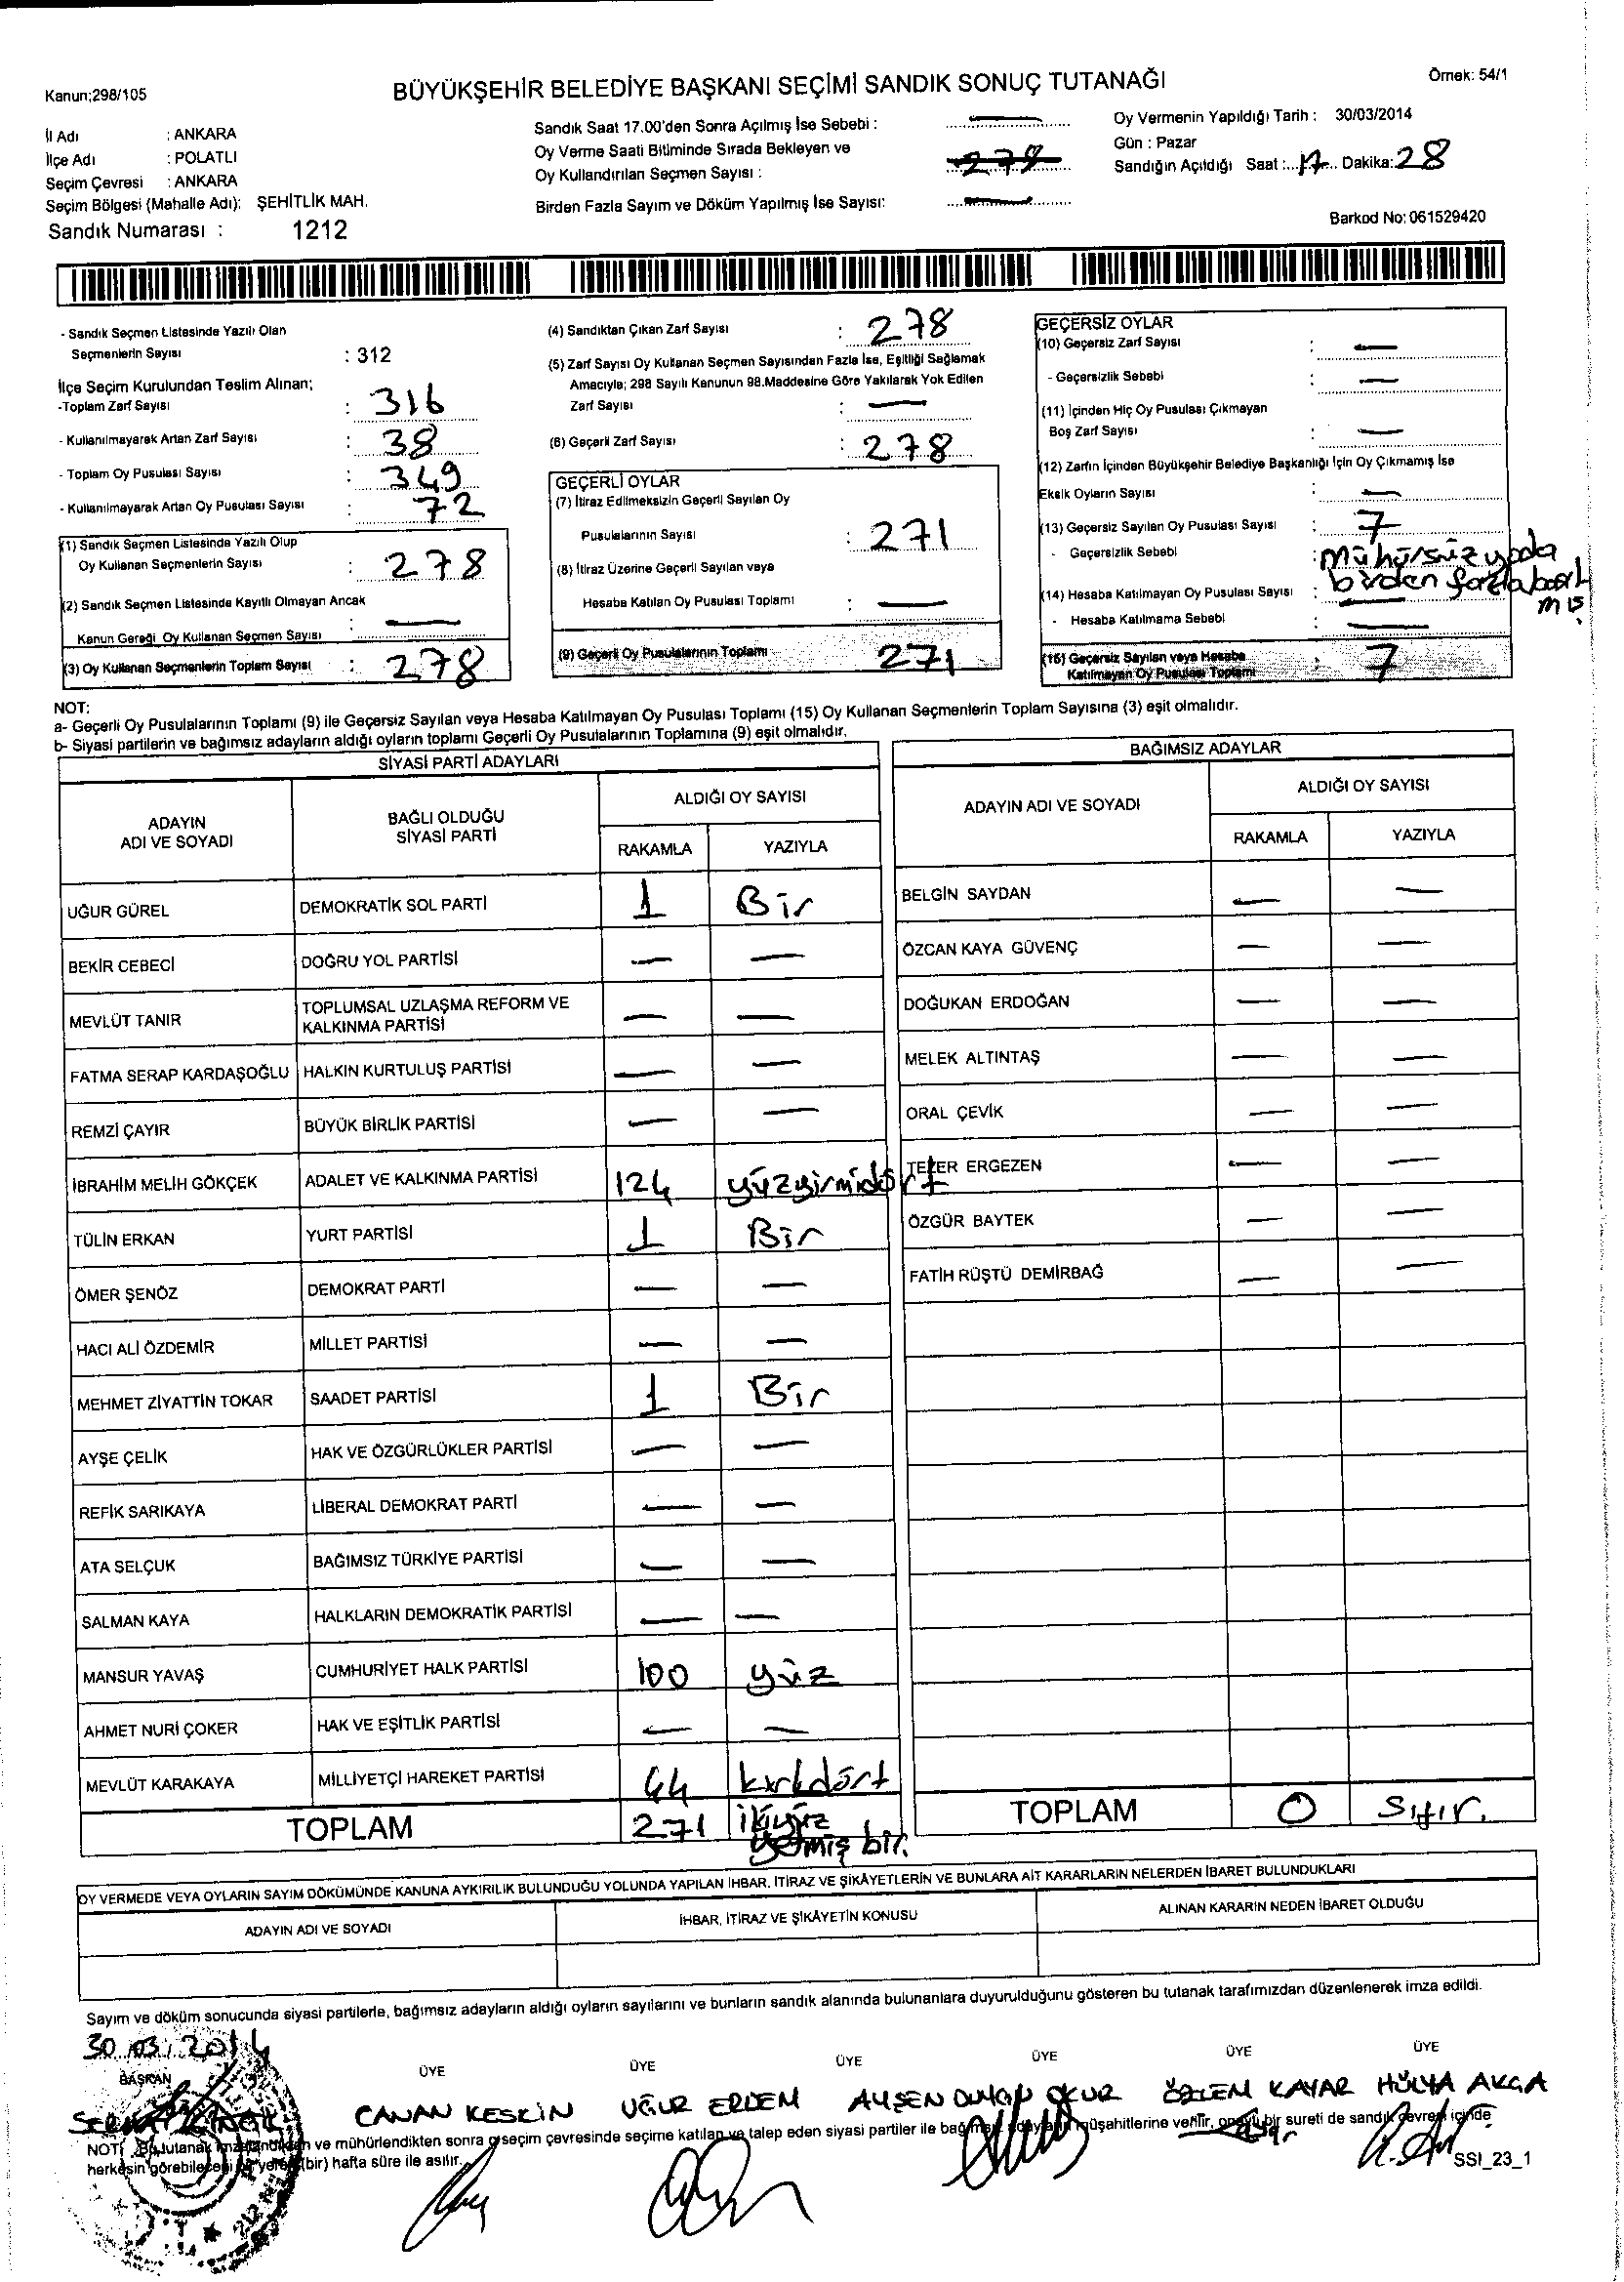 Kanun;298/105
BÜYÜKŞEHİR BELEDİYE BAŞKANI SEÇİMİ SANDIK SONUÇ TUTANAĞI
Örnek: 54/1
İl Adı : ANKARA
İlçe Adı : POLATLI
Seçim Çevresi : ANKARA
Seçim Bölgesi (Mahalle Adı): ŞEHİTLİK MAH.
Sandık Numarası : 1212
Sandık Saat 17.00'den Sonra Açılmış İse Sebebi : —
Oy Verme Saati Bitiminde Sırada Bekleyen ve
Oy Kullandırılan Seçmen Sayısı : 278
Birden Fazla Sayım ve Döküm Yapılmış İse Sayısı: —
Oy Vermenin Yapıldığı Tarih : 30/03/2014
Gün : Pazar
Sandığın Açıldığı Saat : 17 Dakika: 28
Barkod No: 061529420
- Sandık Seçmen Listesinde Yazılı Olan
Seçmenlerin Sayısı : 312
İlçe Seçim Kurulundan Teslim Alınan;
-Toplam Zarf Sayısı : 316
- Kullanılmayarak Artan Zarf Sayısı : 38
- Toplam Oy Pusulası Sayısı : 349
- Kullanılmayarak Artan Oy Pusulası Sayısı : 72
(1) Sandık Seçmen Listesinde Yazılı Olup
Oy Kullanan Seçmenlerin Sayısı : 278
(2) Sandık Seçmen Listesinde Kayıtlı Olmayan Ancak
Kanun Gereği Oy Kullanan Seçmen Sayısı : —
(3) Oy Kullanan Seçmenlerin Toplam Sayısı : 278
(4) Sandıktan Çıkan Zarf Sayısı : 278
(5) Zarf Sayısı Oy Kullanan Seçmen Sayısından Fazla İse, Eşitliği Sağlamak
Amacıyla; 298 Sayılı Kanunun 98.Maddesine Göre Yakılarak Yok Edilen
Zarf Sayısı : —
(6) Geçerli Zarf Sayısı : 278
GEÇERLİ OYLAR
(7) İtiraz Edilmeksizin Geçerli Sayılan Oy
Pusulalarının Sayısı : 271
(8) İtiraz Üzerine Geçerli Sayılan veya
Hesaba Katılan Oy Pusulası Toplamı : —
(9) Geçerli Oy Pusulalarının Toplamı 271
GEÇERSİZ OYLAR
(10) Geçersiz Zarf Sayısı : —
- Geçersizlik Sebebi : —
(11) İçinden Hiç Oy Pusulası Çıkmayan
Boş Zarf Sayısı : —
(12) Zarfın İçinden Büyükşehir Belediye Başkanlığı İçin Oy Çıkmamış İse
Eksik Oyların Sayısı : —
(13) Geçersiz Sayılan Oy Pusulası Sayısı : 7
- Geçersizlik Sebebi : Mühürsüz yada
birden fazla basıl
mış
(14) Hesaba Katılmayan Oy Pusulası Sayısı : —
- Hesaba Katılmama Sebebi : —
(15) Geçersiz Sayılan veya Hesaba
Katılmayan Oy Pusulası Toplamı : 7
NOT:
a- Geçerli Oy Pusulalarının Toplamı (9) ile Geçersiz Sayılan veya Hesaba Katılmayan Oy Pusulası Toplamı (15) Oy Kullanan Seçmenlerin Toplam Sayısına (3) eşit olmalıdır.
b- Siyasi partilerin ve bağımsız adayların aldığı oyların toplamı Geçerli Oy Pusulalarının Toplamına (9) eşit olmalıdır.
SİYASİ PARTİ ADAYLARI
ADAYIN ADI VE SOYADI
BAĞLI OLDUĞU SİYASİ PARTİ
ALDIĞI OY SAYISI
RAKAMLA YAZIYLA
UĞUR GÜREL DEMOKRATİK SOL PARTİ 1 Bir
BEKİR CEBECİ DOĞRU YOL PARTİSİ — —
MEVLÜT TANIR TOPLUMSAL UZLAŞMA REFORM VE KALKINMA PARTİSİ — —
FATMA SERAP KARDAŞOĞLU HALKIN KURTULUŞ PARTİSİ — —
REMZİ ÇAYIR BÜYÜK BİRLİK PARTİSİ — —
İBRAHİM MELİH GÖKÇEK ADALET VE KALKINMA PARTİSİ 124 yüzyirmidört
TÜLİN ERKAN YURT PARTİSİ 1 Bir
ÖMER ŞENÖZ DEMOKRAT PARTİ — —
HACI ALİ ÖZDEMİR MİLLET PARTİSİ — —
MEHMET ZİYATTİN TOKAR SAADET PARTİSİ 1 Bir
AYŞE ÇELİK HAK VE ÖZGÜRLÜKLER PARTİSİ — —
REFİK SARIKAYA LİBERAL DEMOKRAT PARTİ — —
ATA SELÇUK BAĞIMSIZ TÜRKİYE PARTİSİ — —
SALMAN KAYA HALKLARIN DEMOKRATİK PARTİSİ — —
MANSUR YAVAŞ CUMHURİYET HALK PARTİSİ 100 yüz
AHMET NURİ ÇOKER HAK VE EŞİTLİK PARTİSİ — —
MEVLÜT KARAKAYA MİLLİYETÇİ HAREKET PARTİSİ 44 kırkdört
TOPLAM 271 ikiyüz
yetmiş bir.
BAĞIMSIZ ADAYLAR
ADAYIN ADI VE SOYADI
ALDIĞI OY SAYISI
RAKAMLA YAZIYLA
BELGİN SAYDAN — —
ÖZCAN KAYA GÜVENÇ — —
DOĞUKAN ERDOĞAN — —
MELEK ALTINTAŞ — —
ORAL ÇEVİK — —
ERGEZEN — —
ÖZGÜR BAYTEK — —
FATİH RÜŞTÜ DEMİRBAĞ — —
TOPLAM 0 Sıfır.
OY VERMEDE VEYA OYLARIN SAYIM DÖKÜMÜNDE KANUNA AYKIRILIK BULUNDUĞU YOLUNDA YAPILAN İHBAR, İTİRAZ VE ŞİKÂYETLERİN VE BUNLARA AİT KARARLARIN NELERDEN İBARET BULUNDUKLARI
ADAYIN ADI VE SOYADI
İHBAR, İTİRAZ VE ŞİKÂYETİN KONUSU
ALINAN KARARIN NEDEN İBARET OLDUĞU
Sayım ve döküm sonucunda siyasi partilerle, bağımsız adayların aldığı oyların sayılarını ve bunların sandık alanında bulunanlara duyurulduğunu gösteren bu tutanak tarafımızdan düzenlenerek imza edildi.
30.03.2014
BAŞKAN ÜYE ÜYE ÜYE ÜYE ÜYE ÜYE
CANAN KESKİN UĞUR ERDEM AYŞEN OKUR ÖZLEM KAYAR HÜLYA AKÇA
NOT: Bu tutanak imzalandıktan ve mühürlendikten sonra seçim çevresinde seçime katılan ve talep eden siyasi partiler ile bağımsız adayların müşahitlerine verilir, onaylı bir sureti de sandık çevresi içinde
herkesin görebileceği bir yere (bir) hafta süre ile asılır.
SSI_23_1